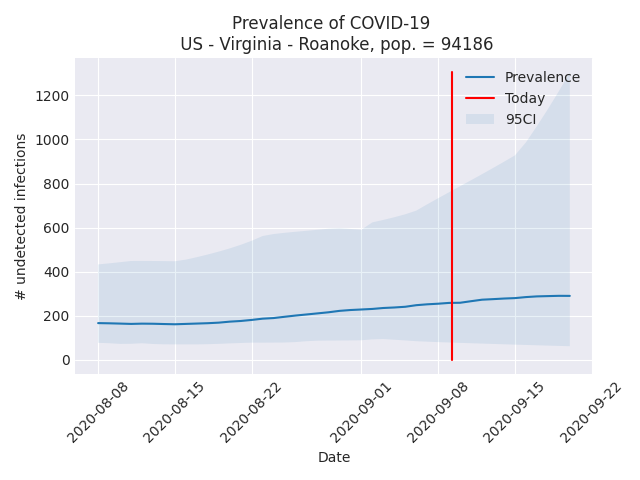 Prevalence of COVID-19
US - Virginia - Roanoke, pop. = 94186
Prevalence
Today
95CI
# undetected infections
1200
1000
800
600
400
200
0
2020-08-08
2020-08-15
2020-08-22
2020-09-01
2020-09-08
2020-09-15
2020-09-22
Date